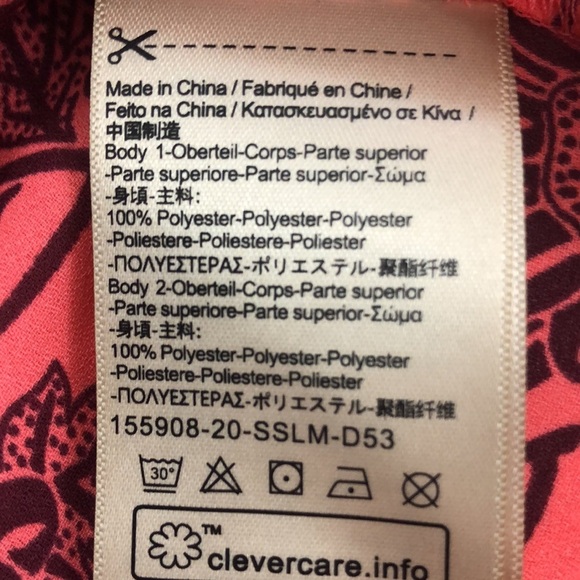 Made in China / Fabriqué en Chine /
Feito na China / Κατασκευασμένο σε Κίνα /
中国制造
Body 1-Oberteil-Corps-Parte superior
-Parte superiore-Parte superior-Σώμα
-身頃-主料:
100% Polyester-Polyester-Polyester
-Poliestere-Poliestere-Poliester
-ΠΟΛΥΕΣΤΕΡΑΣ-ポリエステル-聚酯纤维
Body 2-Oberteil-Corps-Parte superior
-Parte superiore-Parte superior-Σώμα
-身頃-主料:
100% Polyester-Polyester-Polyester
-Poliestere-Poliestere-Poliester
-ΠΟΛΥΕΣΤΕΡΑΣ-ポリエステル-聚酯纤维
155908-20-SSLM-D53
30°
™ clevercare.info